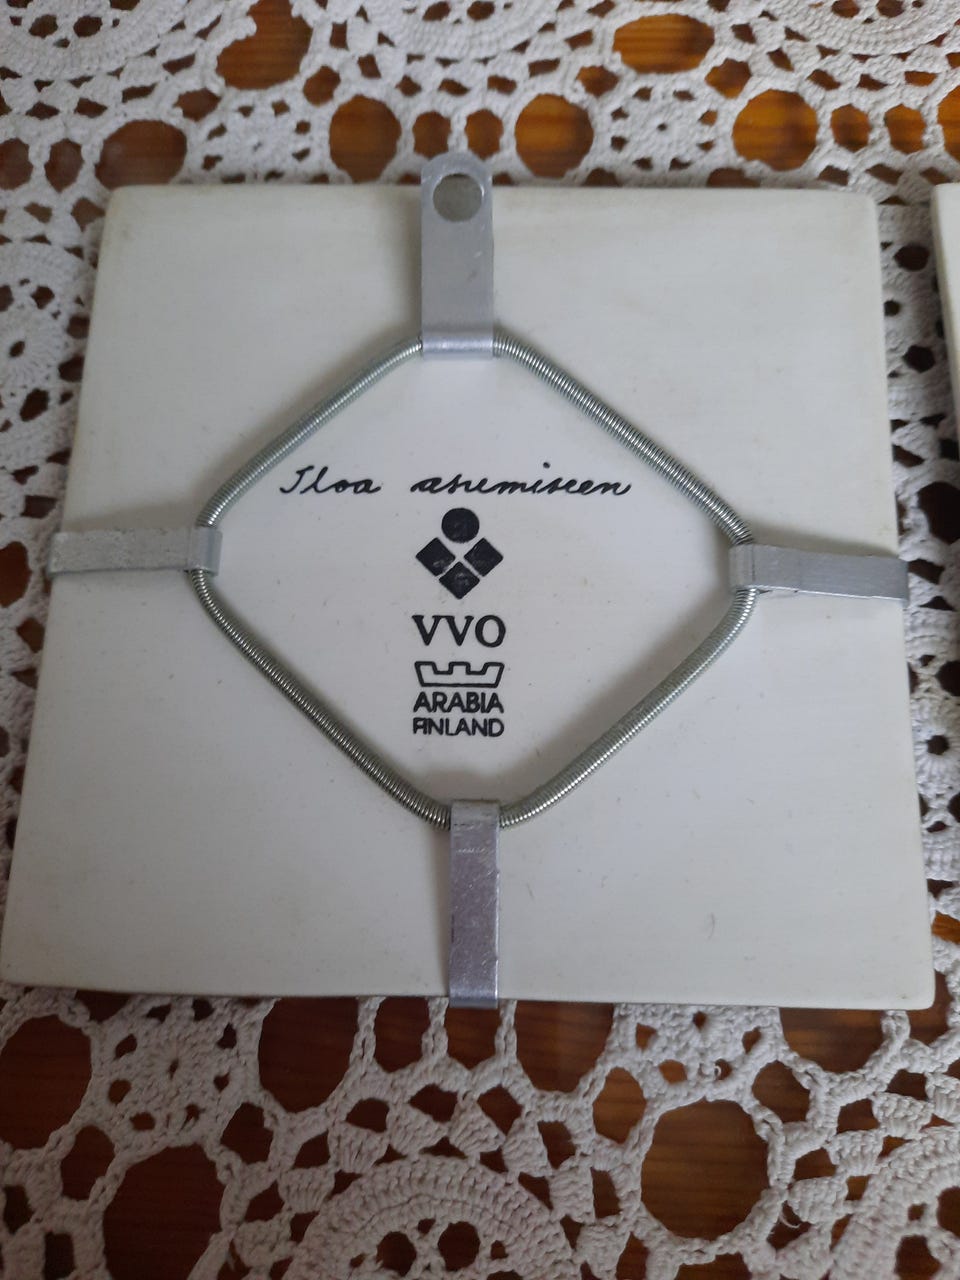 Iloa asumiseen
VVO
ARABIA
FINLAND